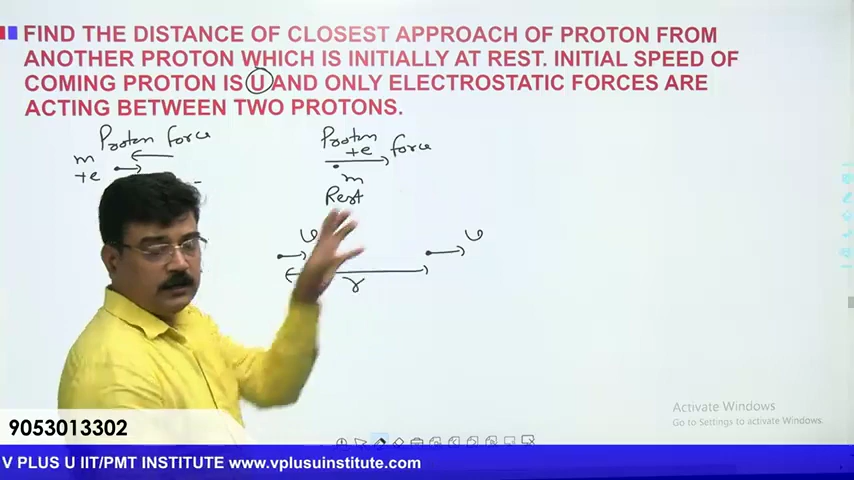 FIND THE DISTANCE OF CLOSEST APPROACH OF PROTON FROM
ANOTHER PROTON WHICH IS INITIALLY AT REST. INITIAL SPEED OF
COMING PROTON IS U AND ONLY ELECTROSTATIC FORCES ARE
ACTING BETWEEN TWO PROTONS.
Proton force
m
+e
Proton
+e force
m
Rest
v v
r
Activate Windows
Go to Settings to activate Windows.
9053013302
V PLUS U IIT/PMT INSTITUTE www.vplusuinstitute.com